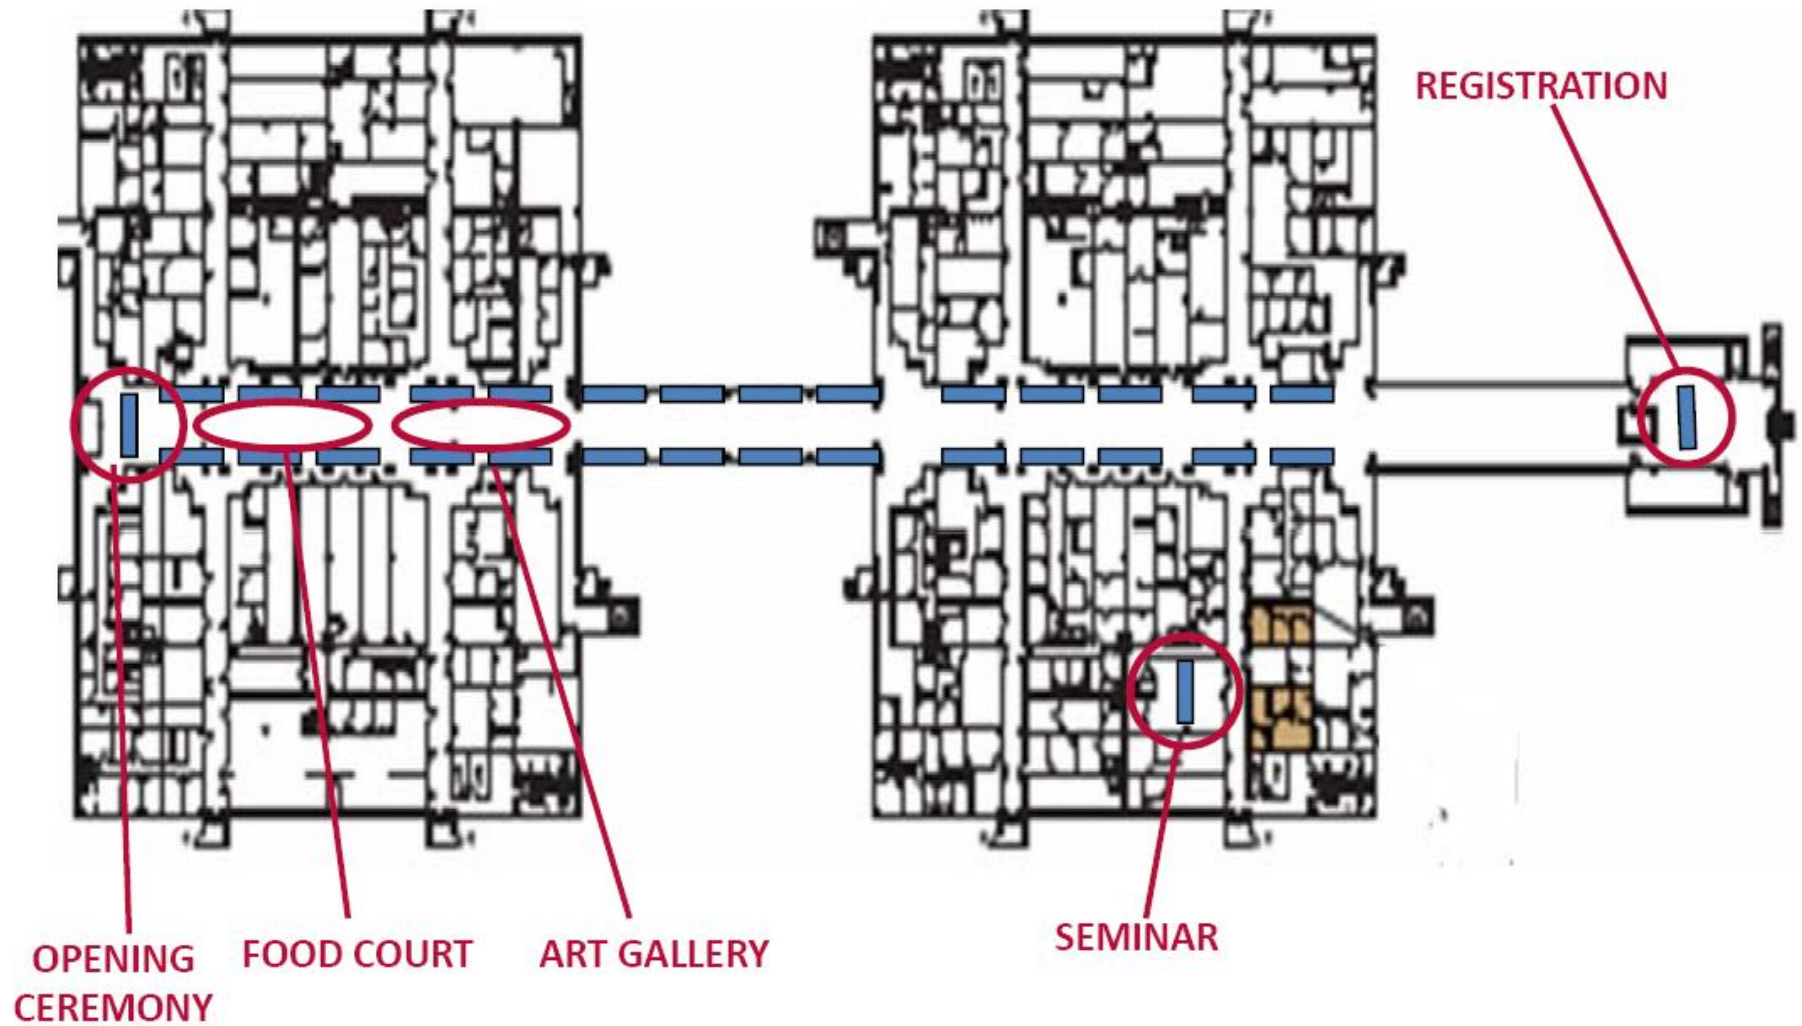 REGISTRATION
OPENING
CEREMONY
FOOD COURT
ART GALLERY
SEMINAR